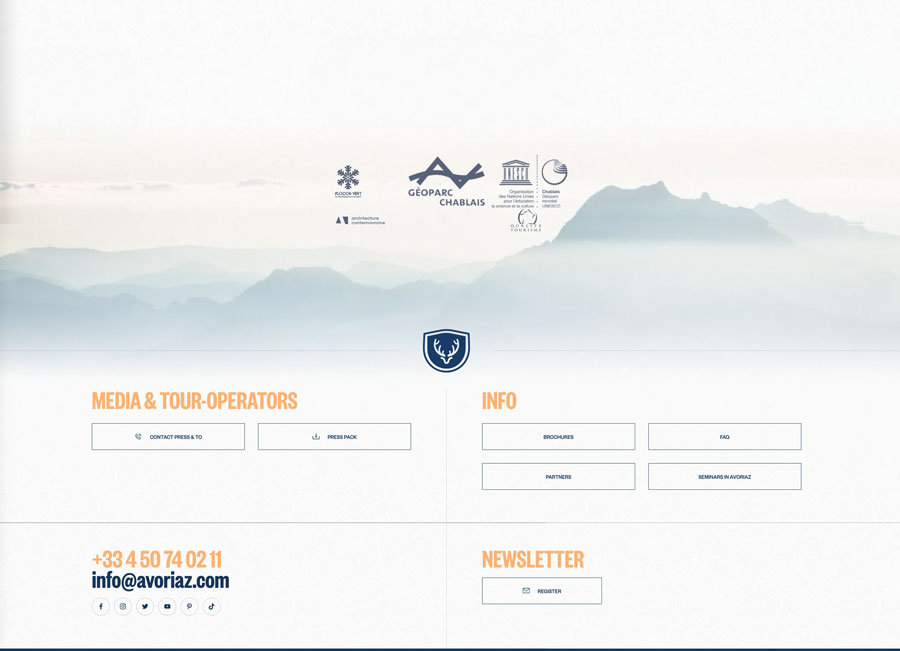 FLOCON VERT
GÉOPARC
CHABLAIS
UNESCO
Organisation
des Nations Unies
pour l'éducation,
la science et la culture
Chablais
Géoparc
mondial
UNESCO
architecture
contemporaine
QUALITÉ
TOURISME
MEDIA & TOUR-OPERATORS
CONTACT PRESS & TO
PRESS PACK
INFO
BROCHURES
FAQ
PARTNERS
SEMINARS IN AVORIAZ
+33 4 50 74 02 11
info@avoriaz.com
NEWSLETTER
REGISTER